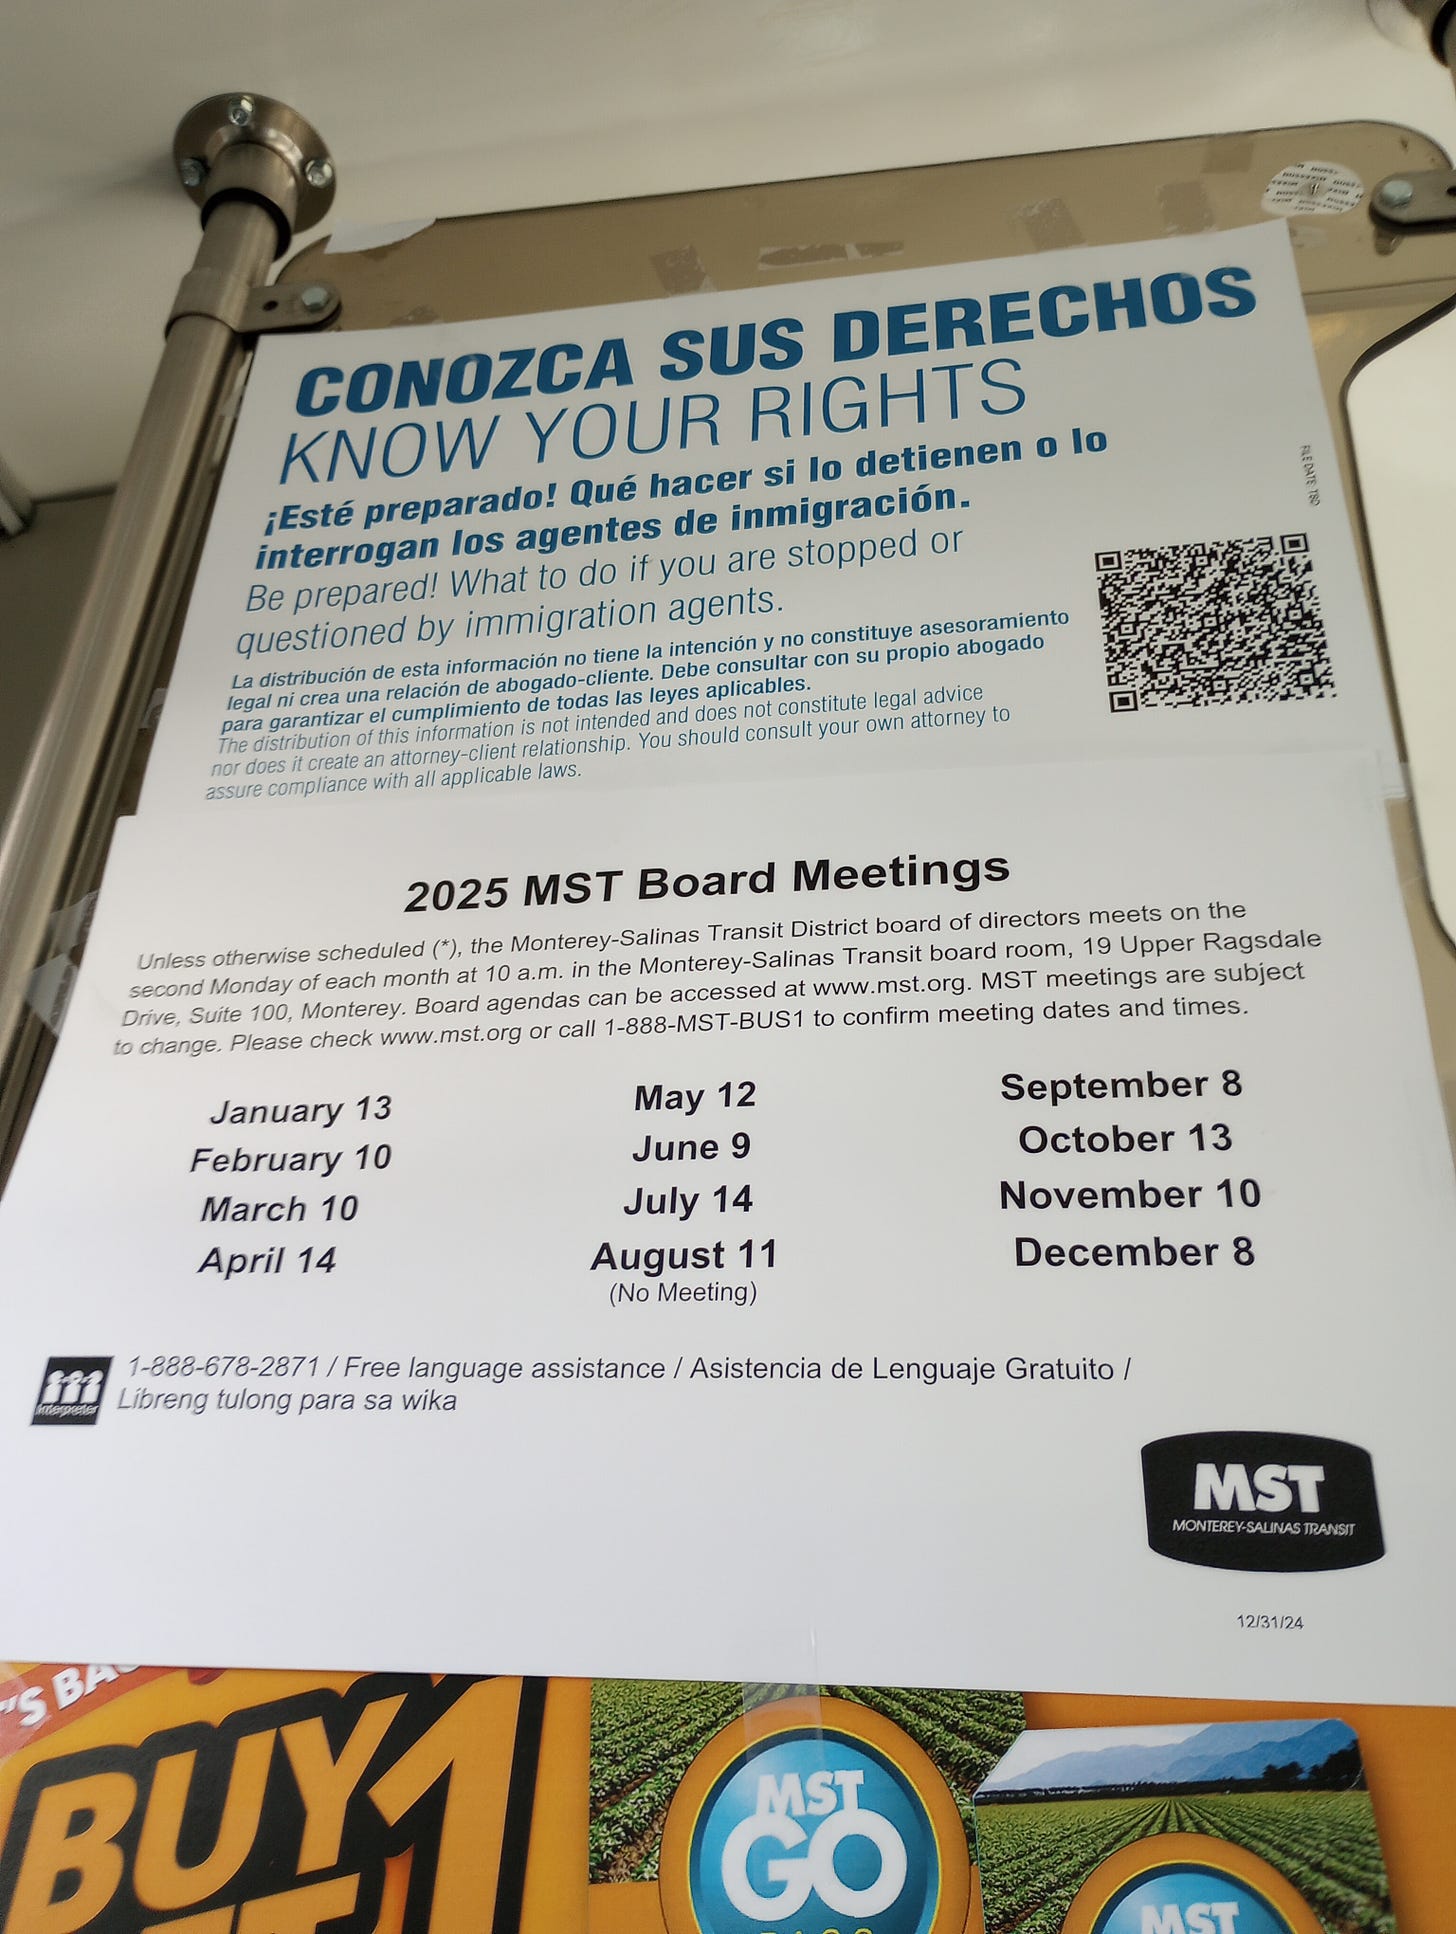 CONOZCA SUS DERECHOS
KNOW YOUR RIGHTS
¡Esté preparado! Qué hacer si lo detienen o lo
interrogan los agentes de inmigración.
Be prepared! What to do if you are stopped or
questioned by immigration agents.
La distribución de esta información no tiene la intención y no constituye asesoramiento
legal ni crea una relación de abogado-cliente. Debe consultar con su propio abogado
para garantizar el cumplimiento de todas las leyes aplicables.
The distribution of this information is not intended and does not constitute legal advice
nor does it create an attorney-client relationship. You should consult your own attorney to
assure compliance with all applicable laws.
FILE DATE: TBD
2025 MST Board Meetings
Unless otherwise scheduled (*), the Monterey-Salinas Transit District board of directors meets on the
second Monday of each month at 10 a.m. in the Monterey-Salinas Transit board room, 19 Upper Ragsdale
Drive, Suite 100, Monterey. Board agendas can be accessed at www.mst.org. MST meetings are subject
to change. Please check www.mst.org or call 1-888-MST-BUS1 to confirm meeting dates and times.
January 13
February 10
March 10
April 14
May 12
June 9
July 14
August 11
(No Meeting)
September 8
October 13
November 10
December 8
Interpreter
1-888-678-2871 / Free language assistance / Asistencia de Lenguaje Gratuito /
Libreng tulong para sa wika
MST
MONTEREY-SALINAS TRANSIT
12/31/24
BUY 1
MST
GO
MST